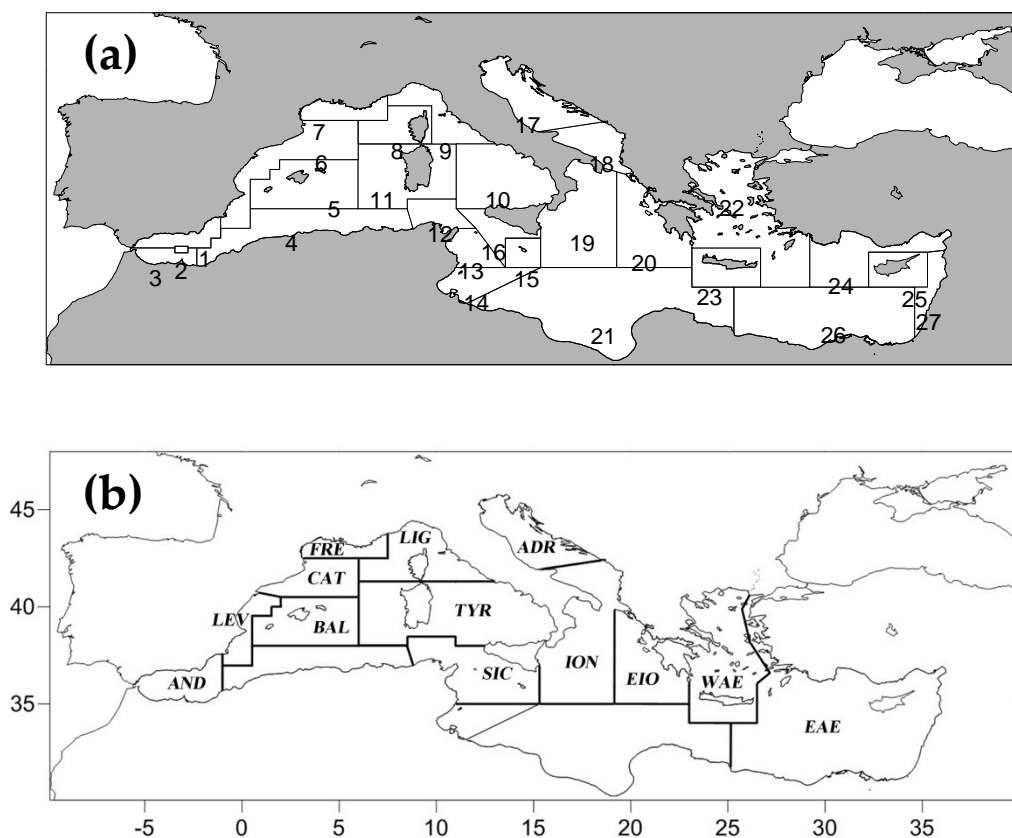 (a)
17
7
18
8 9
6
11 10 22
5
12 4 19
16
2 1 20
3 13 15 24
14 23 25
27
21 26
(b)
45
FRE LIG ADR
CAT
40
LEV BAL TYR
ION
AND SIC EIO WAE
35
EAE
-5 0 5 10 15 20 25 30 35